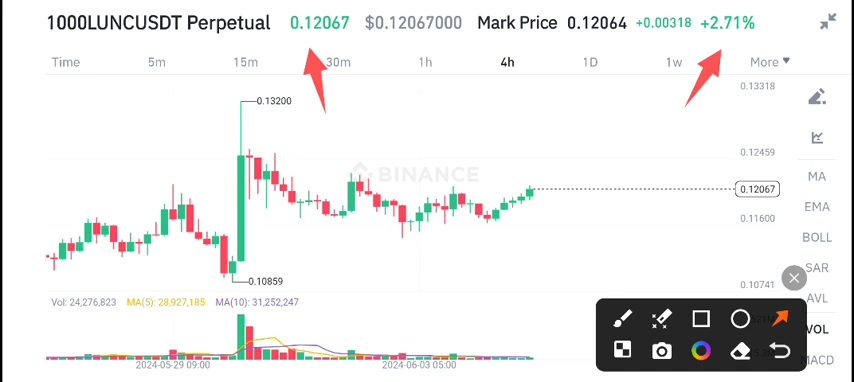 1000LUNCUSDT Perpetual 0.12067 $0.12067000 Mark Price 0.12064 +0.00318 +2.71%
Time 5m 15m 30m 1h 4h 1D 1w More
0.13318
0.13200
0.12459
BINANCE
MA
0.12067
EMA
0.11600
BOLL
SAR
0.10859
0.10741
AVL
Vol: 24,276,823 MA(5): 28,927,185 MA(10): 31,252,247
VOL
MACD
2024-05-29 09:00 2024-06-03 05:00